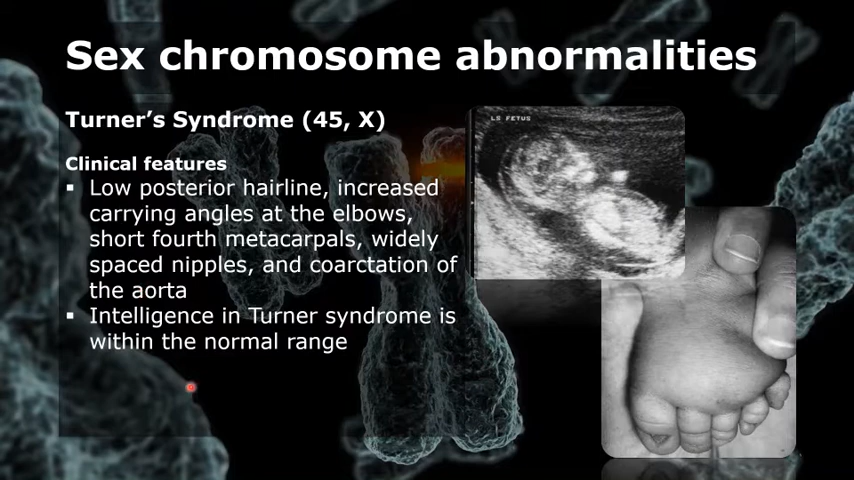 Sex chromosome abnormalities
Turner’s Syndrome (45, X)
Clinical features
▪ Low posterior hairline, increased
carrying angles at the elbows,
short fourth metacarpals, widely
spaced nipples, and coarctation of
the aorta
▪ Intelligence in Turner syndrome is
within the normal range
LS FETUS